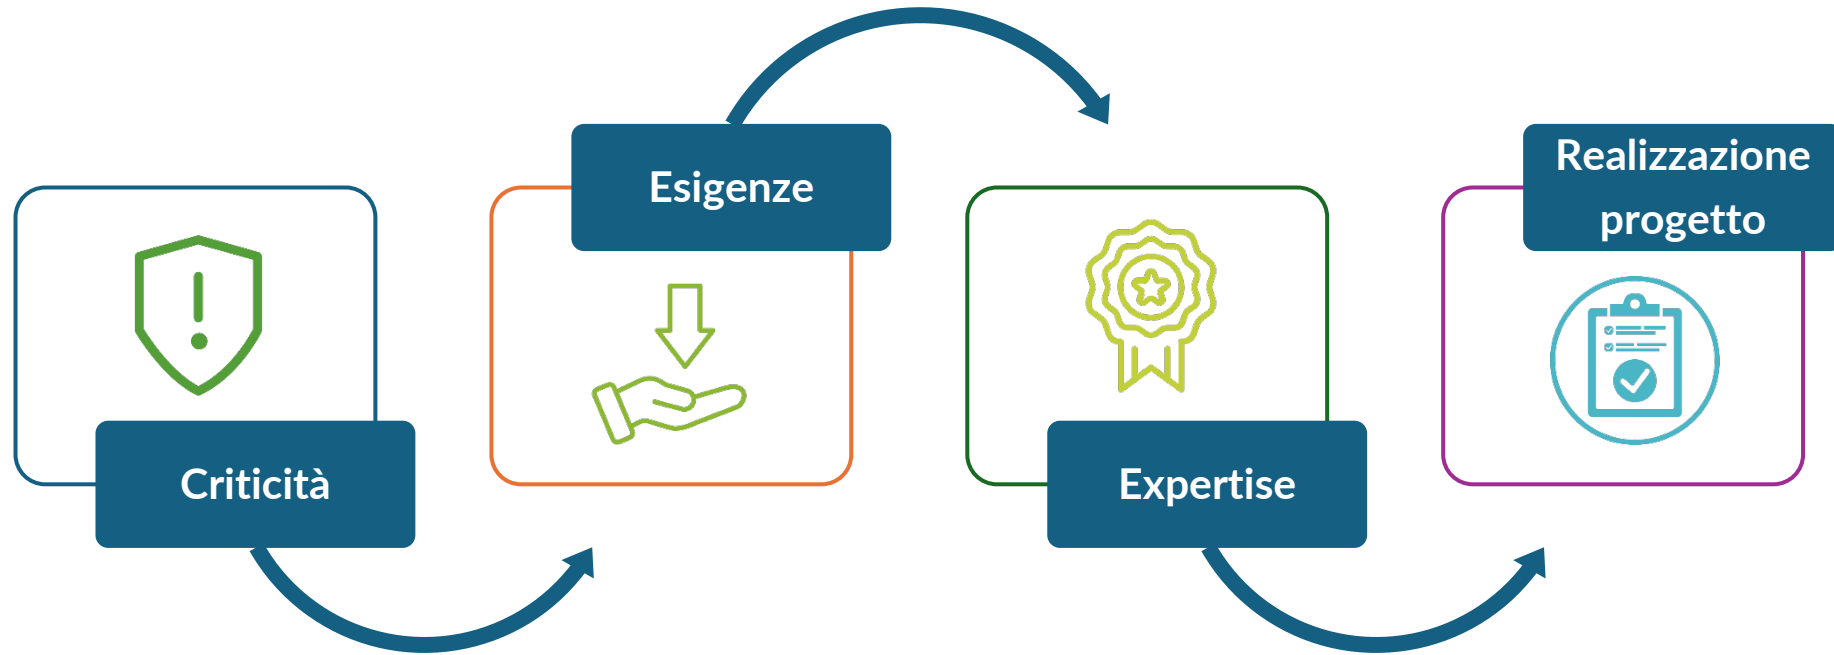 Criticità
Esigenze
Expertise
Realizzazione
progetto